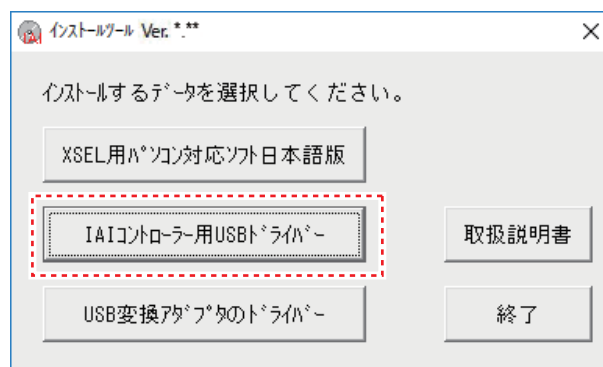 ｲﾝｽﾄｰﾙﾂｰﾙ Ver. *.**
ｲﾝｽﾄｰﾙするﾃﾞｰﾀを選択してください。
XSEL用ﾊﾟｿｺﾝ対応ｿﾌﾄ日本語版
IAIｺﾝﾄﾛｰﾗｰ用USBﾄﾞﾗｲﾊﾞｰ
取扱説明書
USB変換ｱﾀﾞﾌﾟﾀのﾄﾞﾗｲﾊﾞｰ
終了